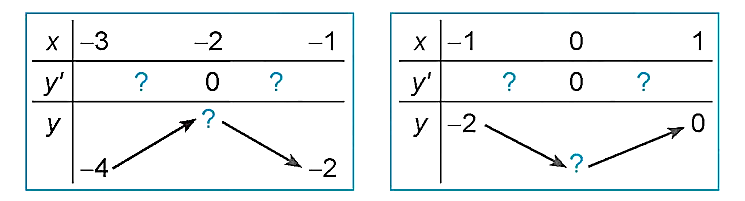 x −3 −2 −1
y' ? 0 ?
y ?
−4 −2
x −1 0 1
y' ? 0 ?
y −2 0
?